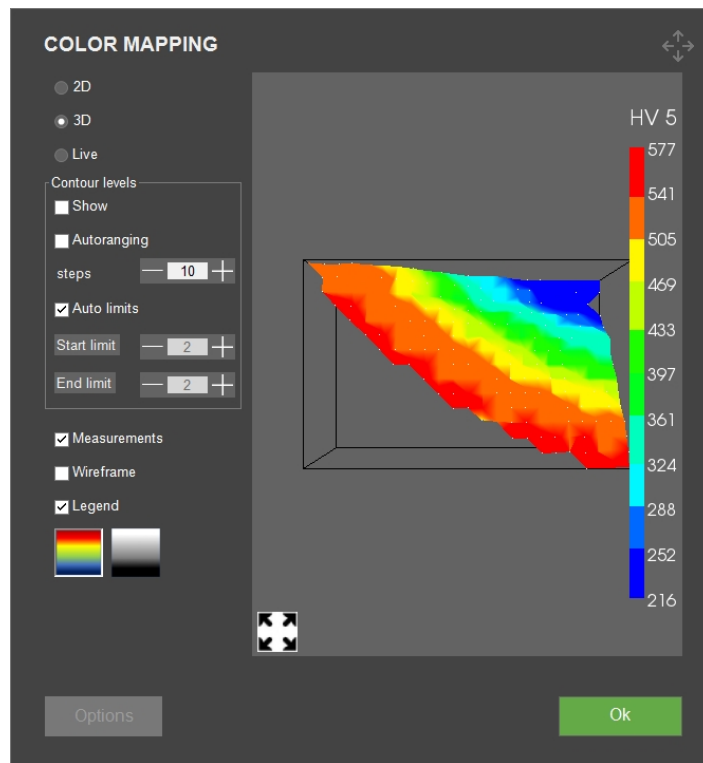 COLOR MAPPING
2D
3D
Live
Contour levels
Show
Autoranging
steps 10
Auto limits
Start limit 2
End limit 2
Measurements
Wireframe
Legend
HV 5
577
541
505
469
433
397
361
324
288
252
216
Options
Ok